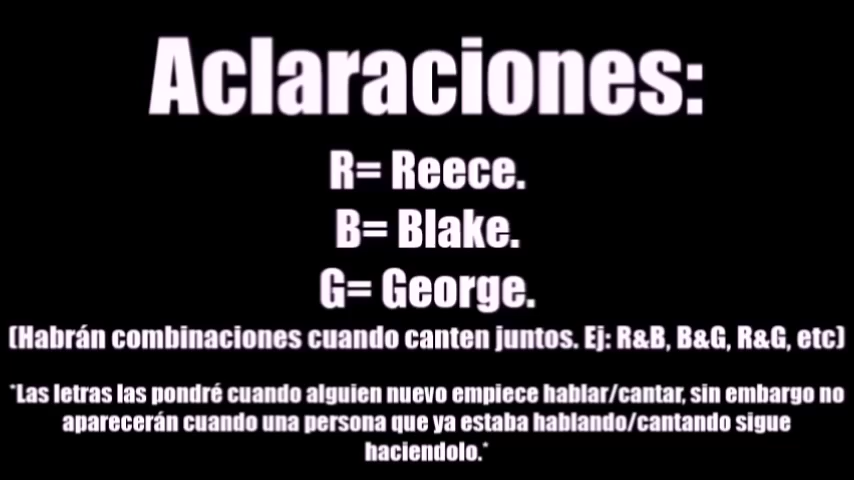 Aclaraciones:
R= Reece.
B= Blake.
G= George.
(Habrán combinaciones cuando canten juntos. Ej: R&B, B&G, R&G, etc)
*Las letras las pondré cuando alguien nuevo empiece hablar/cantar, sin embargo no
aparecerán cuando una persona que ya estaba hablando/cantando sigue
haciendolo.*